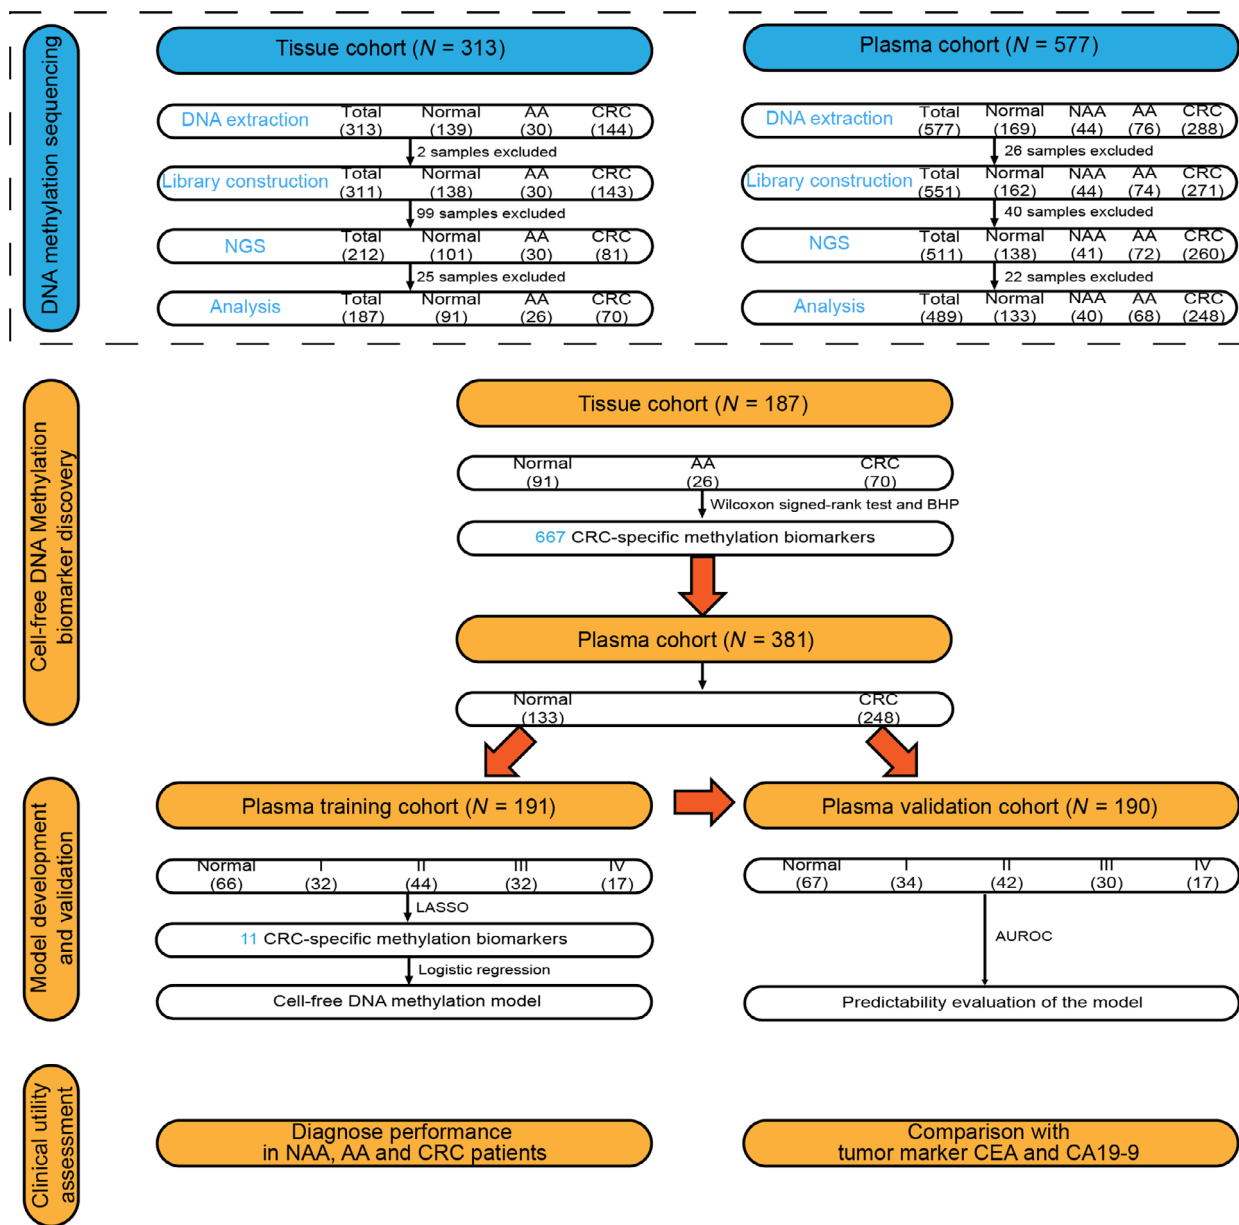 DNA methylation sequencing
Tissue cohort (N = 313)
DNA extraction Total Normal AA CRC
(313) (139) (30) (144)
2 samples excluded
Library construction Total Normal AA CRC
(311) (138) (30) (143)
99 samples excluded
NGS Total Normal AA CRC
(212) (101) (30) (81)
25 samples excluded
Analysis Total Normal AA CRC
(187) (91) (26) (70)
Plasma cohort (N = 577)
DNA extraction Total Normal NAA AA CRC
(577) (169) (44) (76) (288)
26 samples excluded
Library construction Total Normal NAA AA CRC
(551) (162) (44) (74) (271)
40 samples excluded
NGS Total Normal NAA AA CRC
(511) (138) (41) (72) (260)
22 samples excluded
Analysis Total Normal NAA AA CRC
(489) (133) (40) (68) (248)
Cell-free DNA Methylation
biomarker discovery
Tissue cohort (N = 187)
Normal AA CRC
(91) (26) (70)
Wilcoxon signed-rank test and BHP
667 CRC-specific methylation biomarkers
Plasma cohort (N = 381)
Normal CRC
(133) (248)
Model development
and validation
Plasma training cohort (N = 191)
Normal I II III IV
(66) (32) (44) (32) (17)
LASSO
11 CRC-specific methylation biomarkers
Logistic regression
Cell-free DNA methylation model
Plasma validation cohort (N = 190)
Normal I II III IV
(67) (34) (42) (30) (17)
AUROC
Predictability evaluation of the model
Clinical utility
assessment
Diagnose performance
in NAA, AA and CRC patients
Comparison with
tumor marker CEA and CA19-9